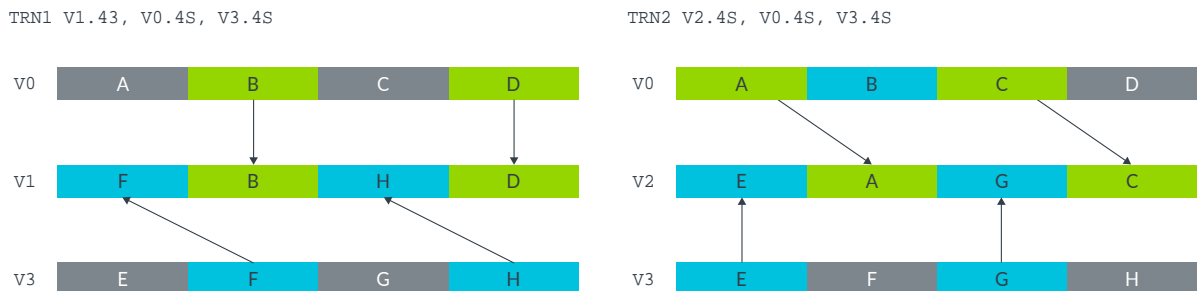 TRN1 V1.43, V0.4S, V3.4S
V0 A B C D
V1 F B H D
V3 E F G H
TRN2 V2.4S, V0.4S, V3.4S
V0 A B C D
V2 E A G C
V3 E F G H